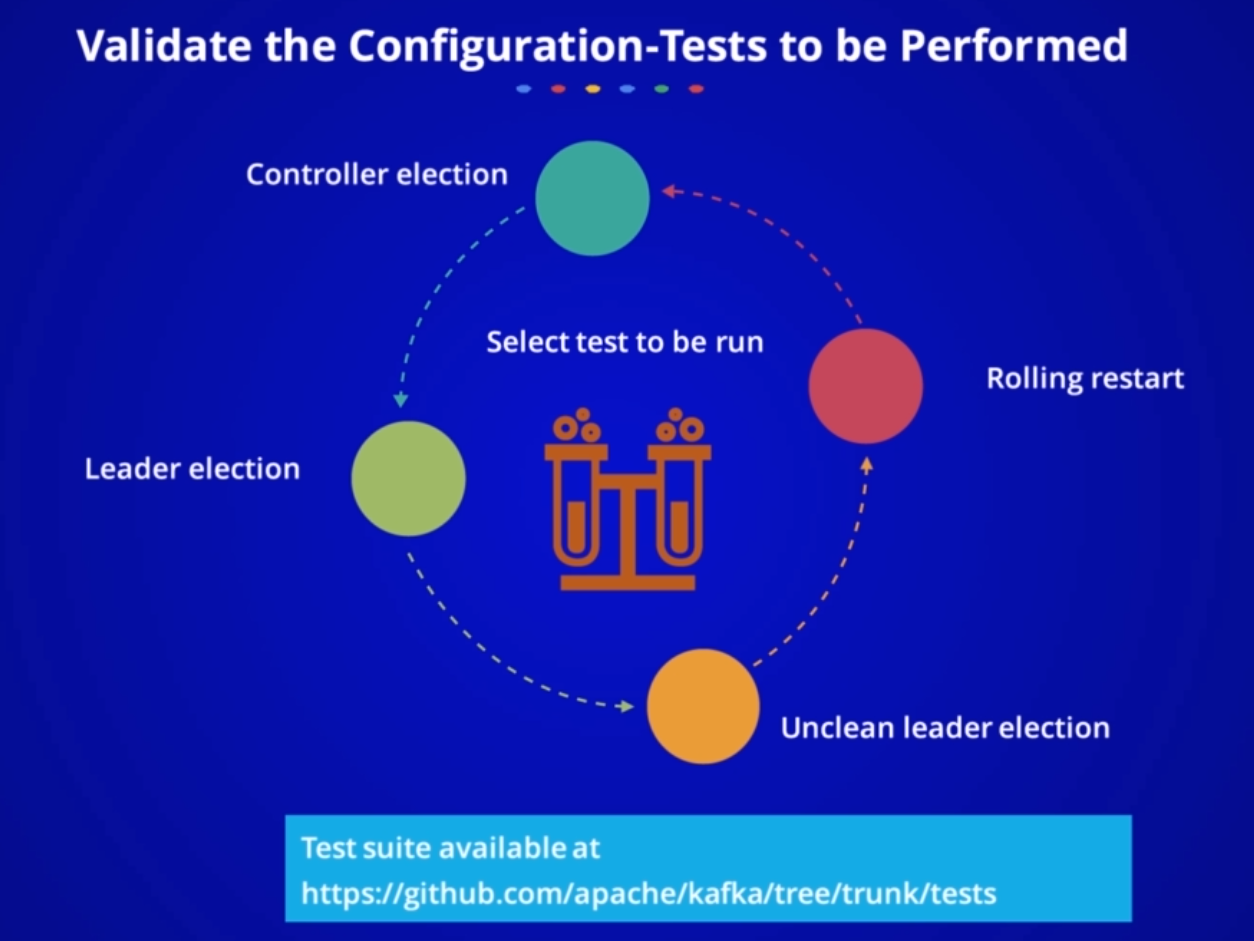 Validate the Configuration-Tests to be Performed
Controller election
Select test to be run
Rolling restart
Leader election
Unclean leader election
Test suite available at
https://github.com/apache/kafka/tree/trunk/tests